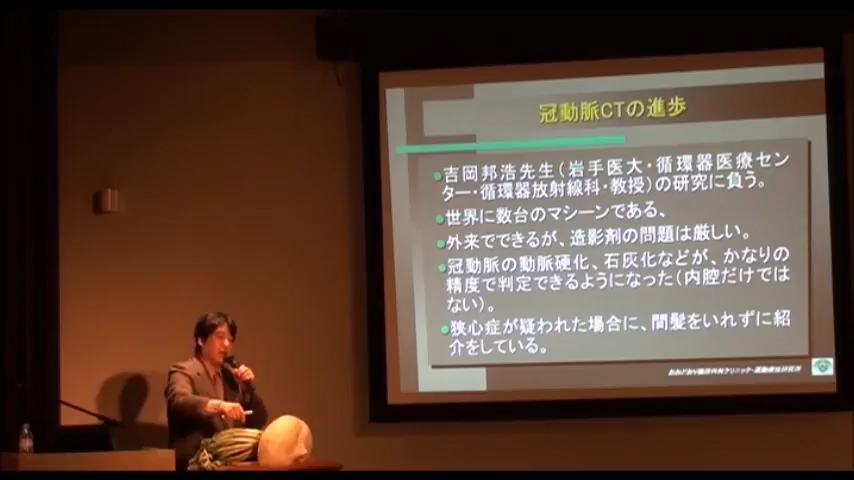 冠動脈CTの進歩
吉岡邦浩先生(岩手医大・循環器医療セン
ター・循環器放射線科・教授)の研究に負う。
世界に数台のマシーンである、
外来でできるが、造影剤の問題は厳しい。
冠動脈の動脈硬化、石灰化などが、かなりの
精度で判定できるようになった(内腔だけでは
ない)。
狭心症が疑われた場合に、間髪をいれずに紹
介をしている。